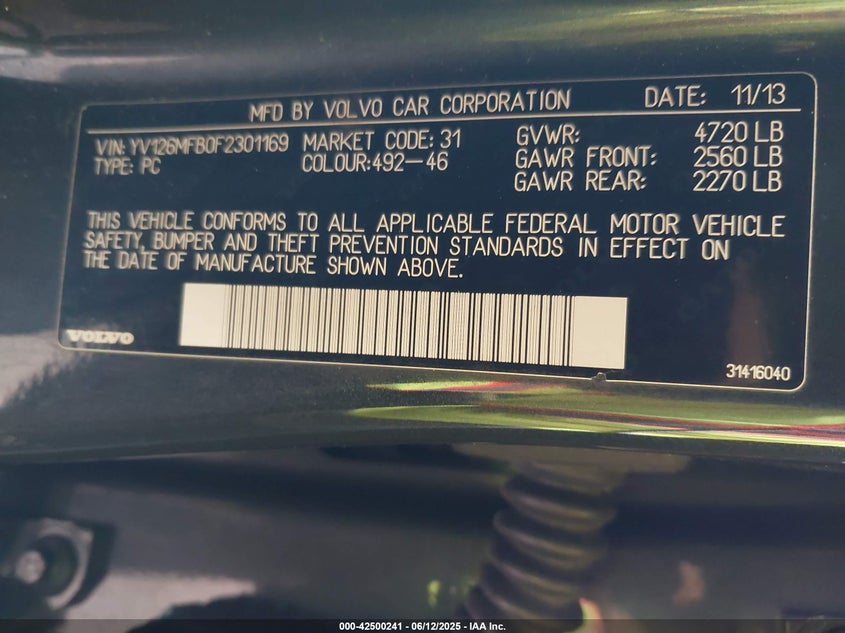 MFD BY VOLVO CAR CORPORATION DATE: 11/13
VIN: YV126MFB0F2301169 MARKET CODE: 31 GVWR: 4720 LB
TYPE: PC COLOUR:492-46 GAWR FRONT: 2560 LB
GAWR REAR: 2270 LB
THIS VEHICLE CONFORMS TO ALL APPLICABLE FEDERAL MOTOR VEHICLE
SAFETY, BUMPER AND THEFT PREVENTION STANDARDS IN EFFECT ON
THE DATE OF MANUFACTURE SHOWN ABOVE.
VOLVO
31416040
000-42500241 - 06/12/2025 - IAA Inc.